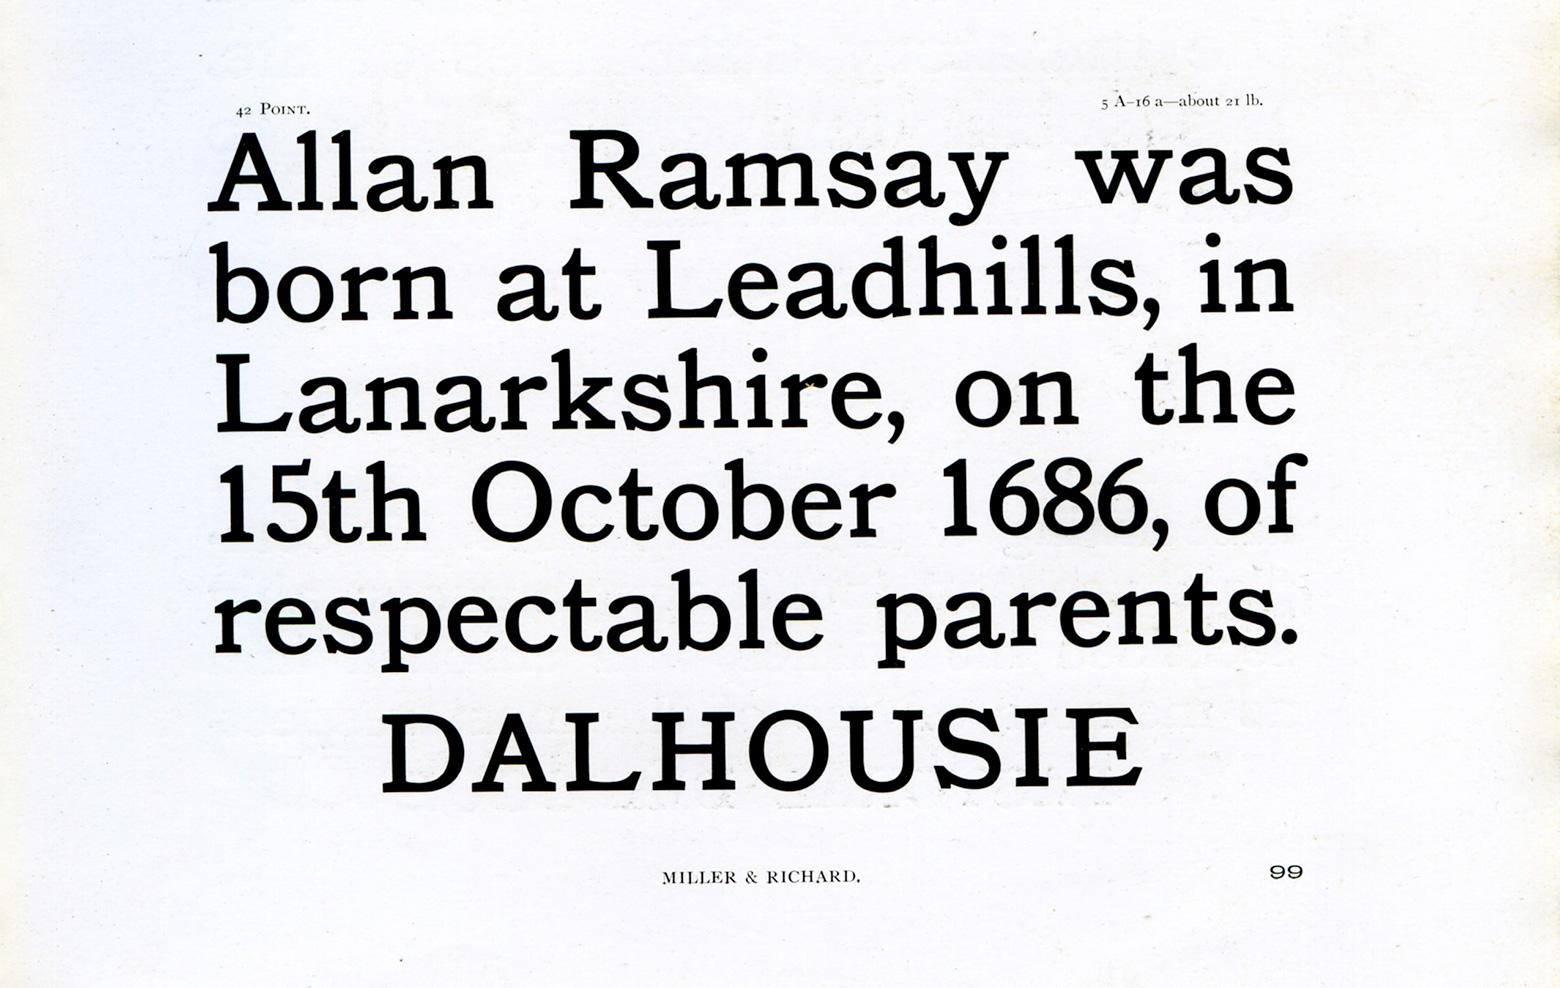 42 Point.
5 A–16 a—about 21 lb.
Allan Ramsay was
born at Leadhills, in
Lanarkshire, on the
15th October 1686, of
respectable parents.
DALHOUSIE
MILLER & RICHARD.
99